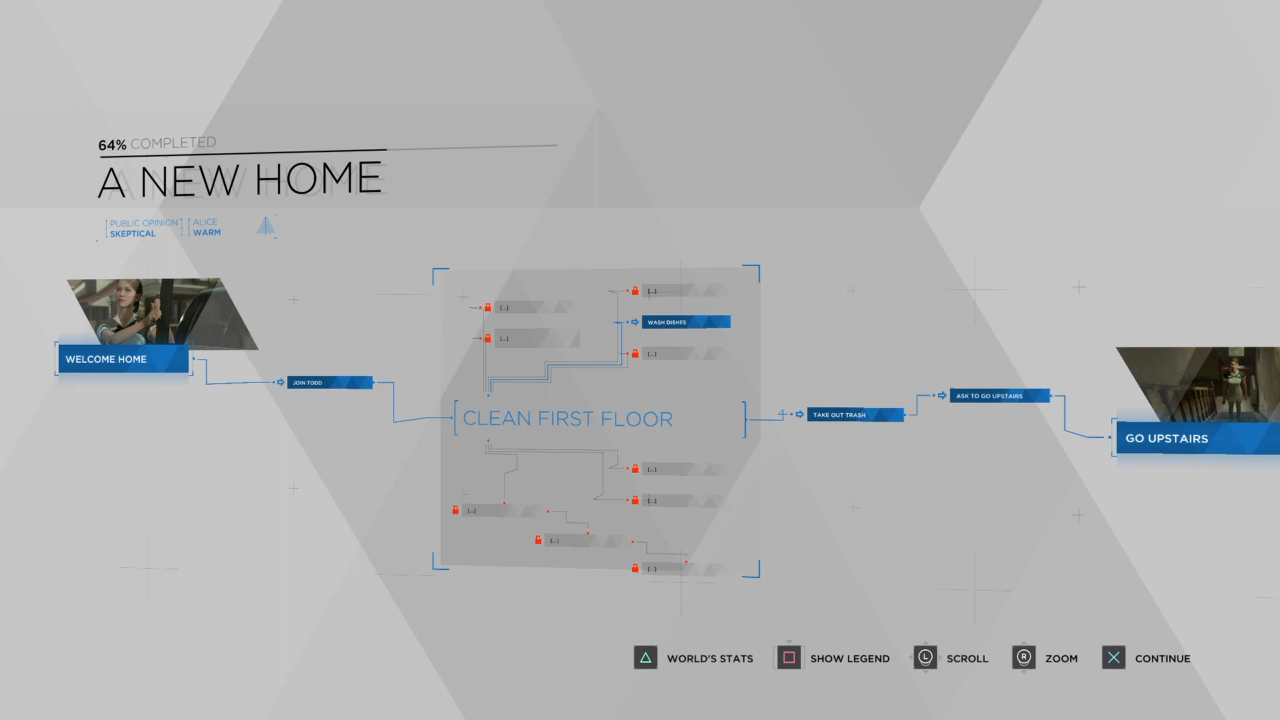 64% COMPLETED
A NEW HOME
PUBLIC OPINION
SKEPTICAL
ALICE
WARM
WELCOME HOME
JOIN TODD
[...]
[...]
[...]
WASH DISHES
[...]
CLEAN FIRST FLOOR
[...]
[...]
[...]
[...]
[...]
TAKE OUT TRASH
ASK TO GO UPSTAIRS
GO UPSTAIRS
WORLD'S STATS
SHOW LEGEND
L SCROLL
R ZOOM
CONTINUE